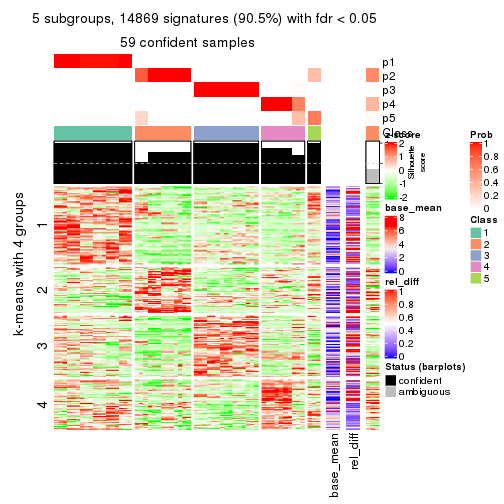 5 subgroups, 14869 signatures (90.5%) with fdr < 0.05
59 confident samples
p1
p2
p3
p4
p5
Class
Silhouette
score
k-means with 4 groups
1
2
3
4
base_mean
rel_diff
z-score
2
1
0
-1
-2
base_mean
8
6
4
2
0
rel_diff
1
0.8
0.6
0.4
0.2
0
Status (barplots)
confident
ambiguous
Prob
1
0.8
0.6
0.4
0.2
0
Class
1
2
3
4
5